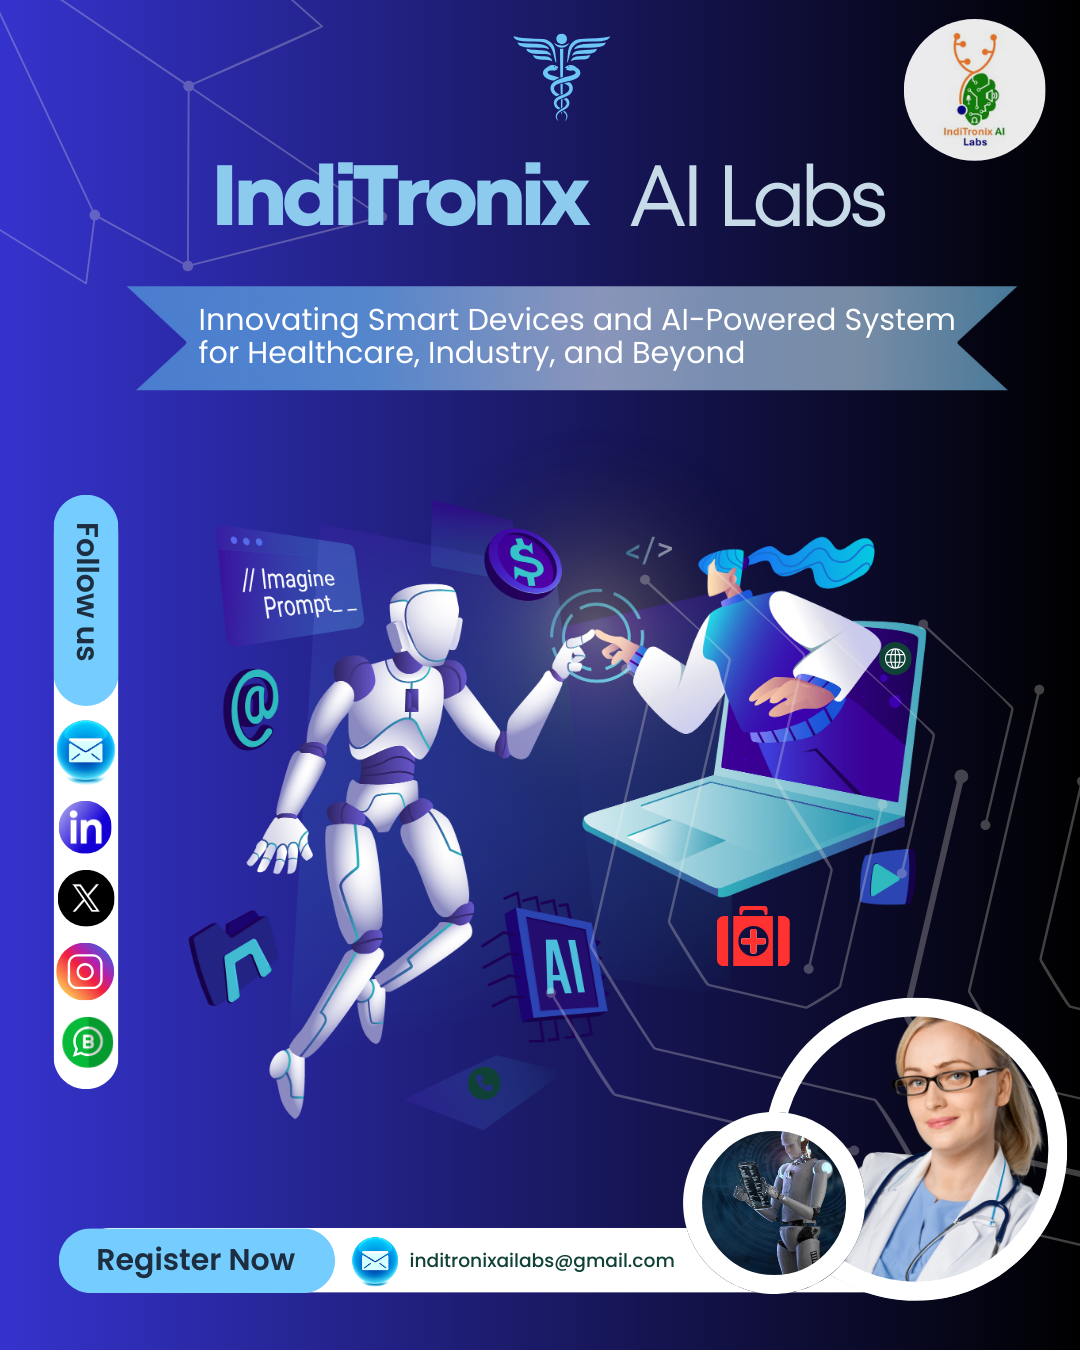 IndiTronix AI
Labs
IndiTronix AI Labs
Innovating Smart Devices and AI-Powered System
for Healthcare, Industry, and Beyond
Follow us
// Imagine
Prompt_ _
$
</>
@
in
X
B
AI
Register Now
inditronixailabs@gmail.com